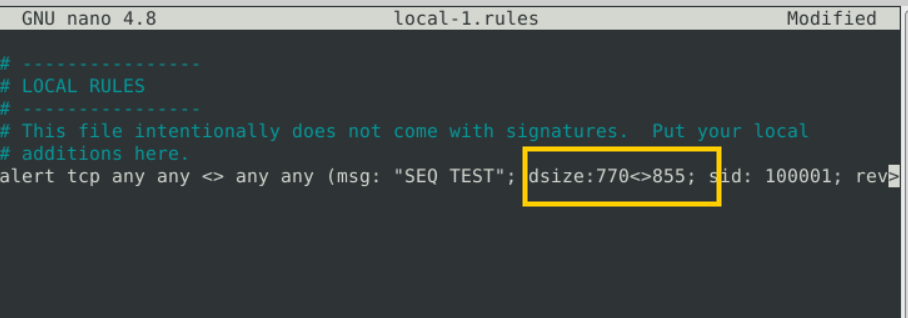 GNU nano 4.8 local-1.rules Modified
# ----------------
# LOCAL RULES
# ----------------
# This file intentionally does not come with signatures.  Put your local
# additions here.
alert tcp any any <> any any (msg: "SEQ TEST"; dsize:770<>855; sid: 100001; rev>